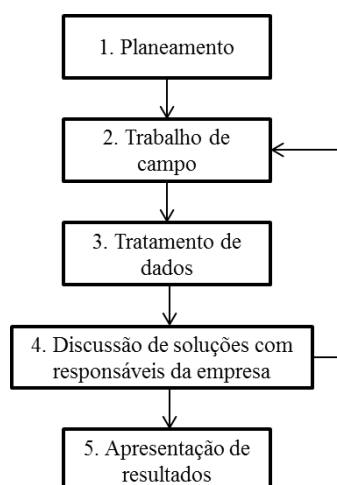 1. Planeamento
2. Trabalho de
campo
3. Tratamento de
dados
4. Discussão de soluções com
responsáveis da empresa
5. Apresentação de
resultados